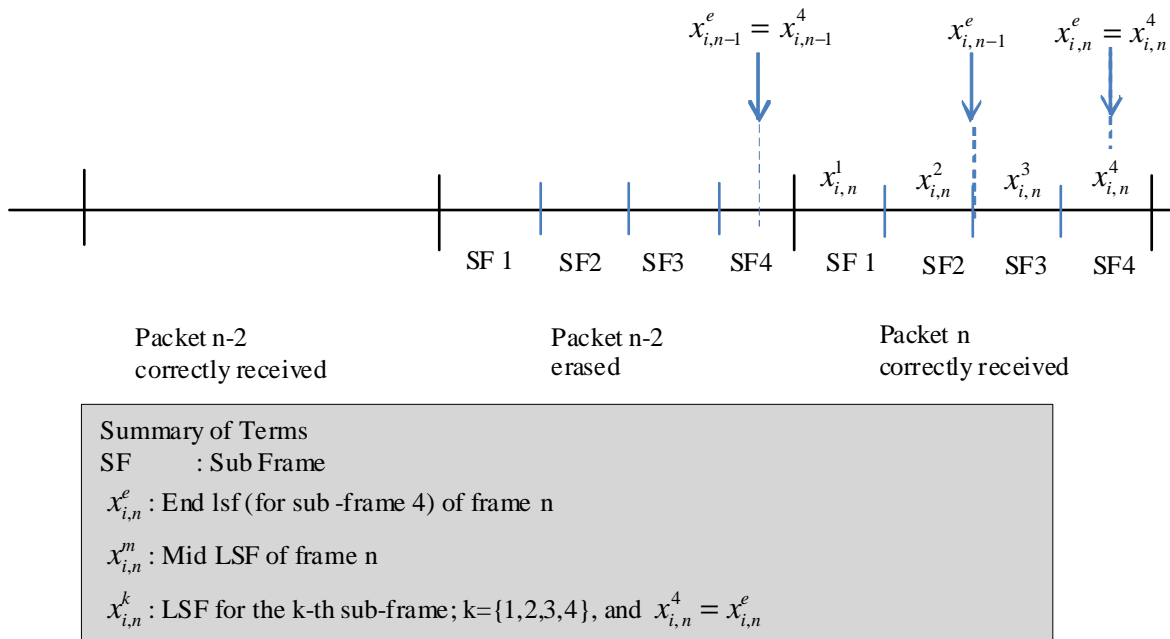 x^e_{i,n-1} = x^4_{i,n-1}
x^e_{i,n-1}
x^e_{i,n} = x^4_{i,n}
x^1_{i,n}
x^2_{i,n}
x^3_{i,n}
x^4_{i,n}
SF 1
SF2
SF3
SF4
SF 1
SF2
SF3
SF4
Packet n-2
correctly received
Packet n-2
erased
Packet n
correctly received
Summary of Terms
SF : Sub Frame
x^e_{i,n} : End lsf (for sub -frame 4) of frame n
x^m_{i,n} : Mid LSF of frame n
x^k_{i,n} : LSF for the k-th sub-frame; k={1,2,3,4}, and x^4_{i,n} = x^e_{i,n}